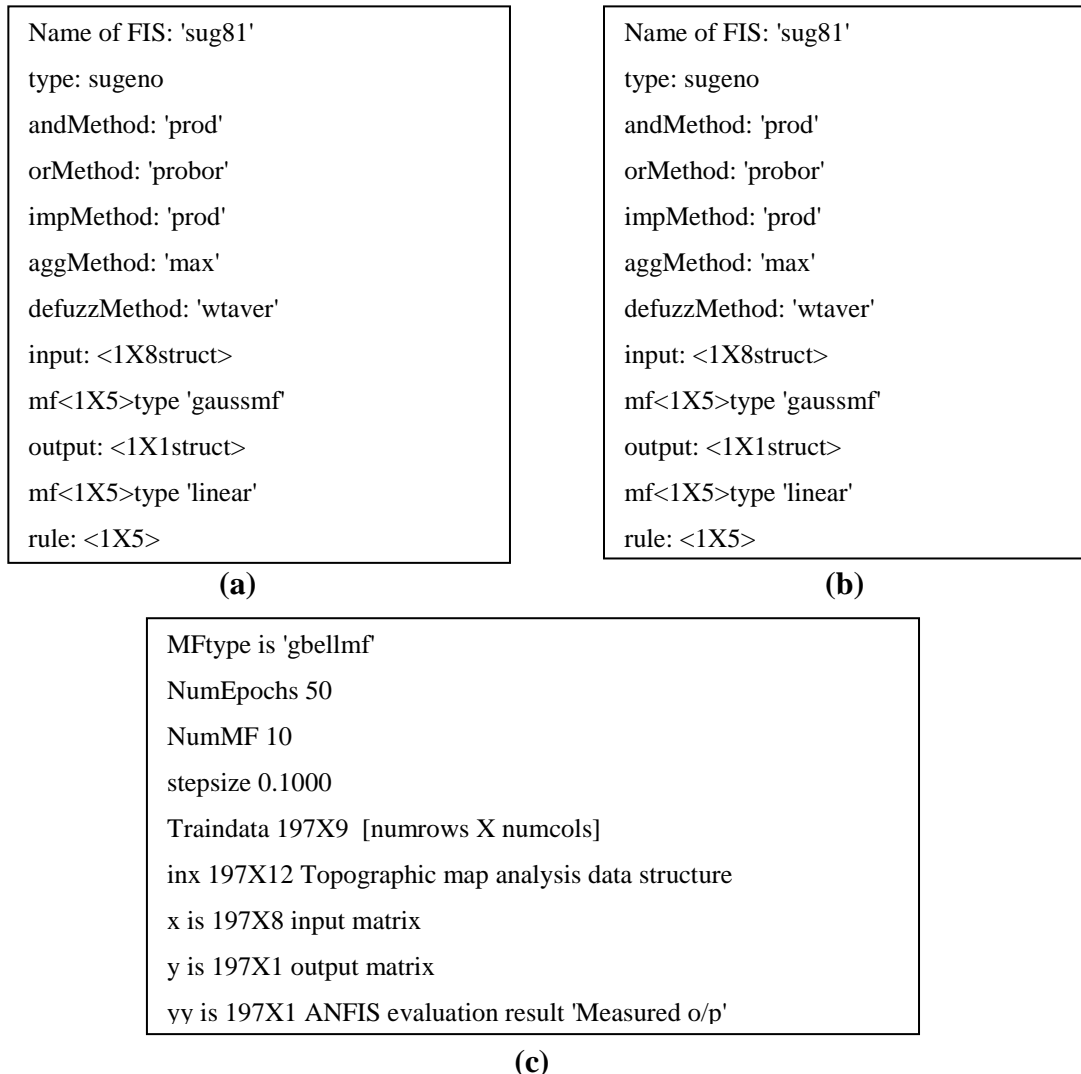 Name of FIS: 'sug81'
type: sugeno
andMethod: 'prod'
orMethod: 'probor'
impMethod: 'prod'
aggMethod: 'max'
defuzzMethod: 'wtaver'
input: <1X8struct>
mf<1X5>type 'gaussmf'
output: <1X1struct>
mf<1X5>type 'linear'
rule: <1X5>
(a)
Name of FIS: 'sug81'
type: sugeno
andMethod: 'prod'
orMethod: 'probor'
impMethod: 'prod'
aggMethod: 'max'
defuzzMethod: 'wtaver'
input: <1X8struct>
mf<1X5>type 'gaussmf'
output: <1X1struct>
mf<1X5>type 'linear'
rule: <1X5>
(b)
MFtype is 'gbellmf'
NumEpochs 50
NumMF 10
stepsize 0.1000
Traindata 197X9 [numrows X numcols]
inx 197X12 Topographic map analysis data structure
x is 197X8 input matrix
y is 197X1 output matrix
yy is 197X1 ANFIS evaluation result 'Measured o/p'
(c)